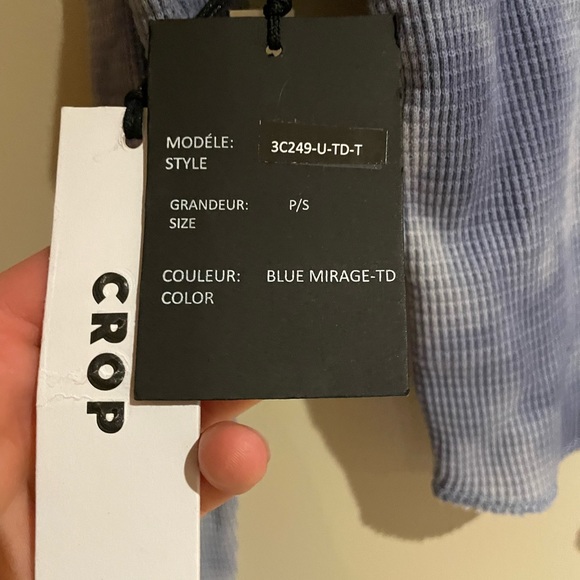 MODÉLE: 3C249-U-TD-T
STYLE
GRANDEUR: P/S
SIZE
COULEUR: BLUE MIRAGE-TD
COLOR
CROP